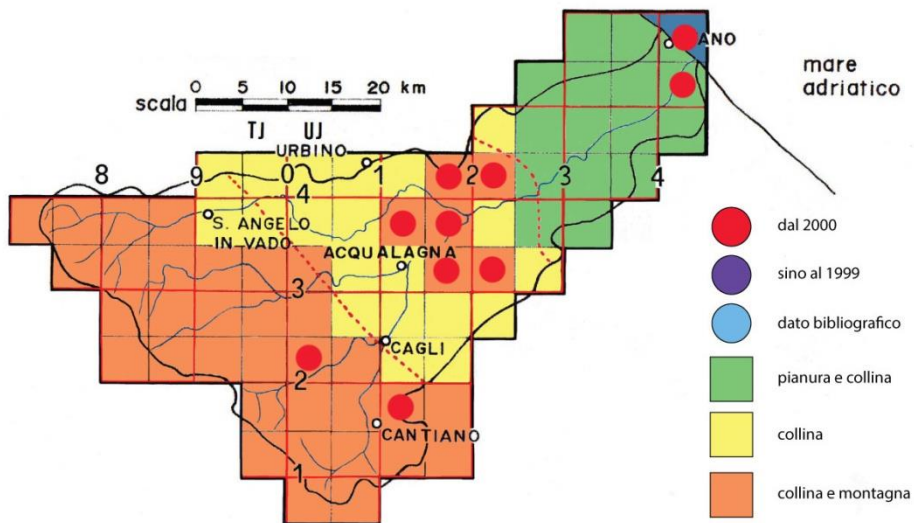 ANO
mare
adriatico
0 5 10 15 20 km
scala
TJ UJ
URBINO
8 9 0 1 2 3 4
4
S. ANGELO
IN VADO
ACQUALAGNA
3
CAGLI
2
CANTIANO
1
dal 2000
sino al 1999
dato bibliografico
pianura e collina
collina
collina e montagna